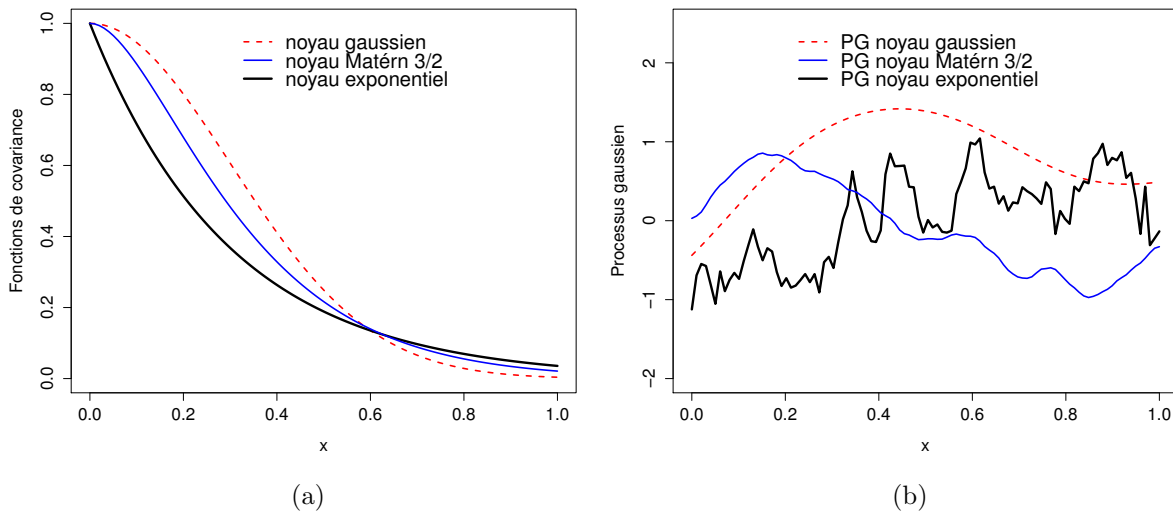 noyau gaussien
noyau Matérn 3/2
noyau exponentiel
Fonctions de covariance
0.0 0.2 0.4 0.6 0.8 1.0
0.0 0.2 0.4 0.6 0.8 1.0
x
(a)
PG noyau gaussien
PG noyau Matérn 3/2
PG noyau exponentiel
Processus gaussien
−2 −1 0 1 2
0.0 0.2 0.4 0.6 0.8 1.0
x
(b)